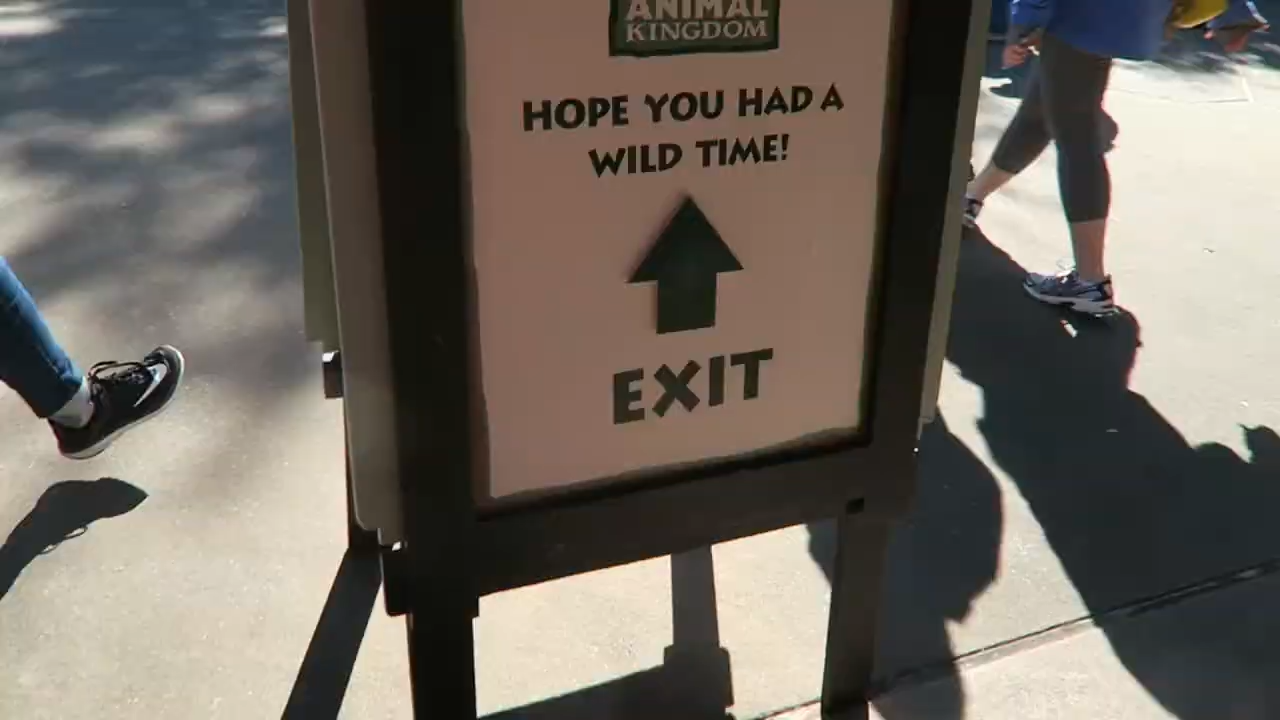 ANIMAL
KINGDOM
HOPE YOU HAD A
WILD TIME!
EXIT